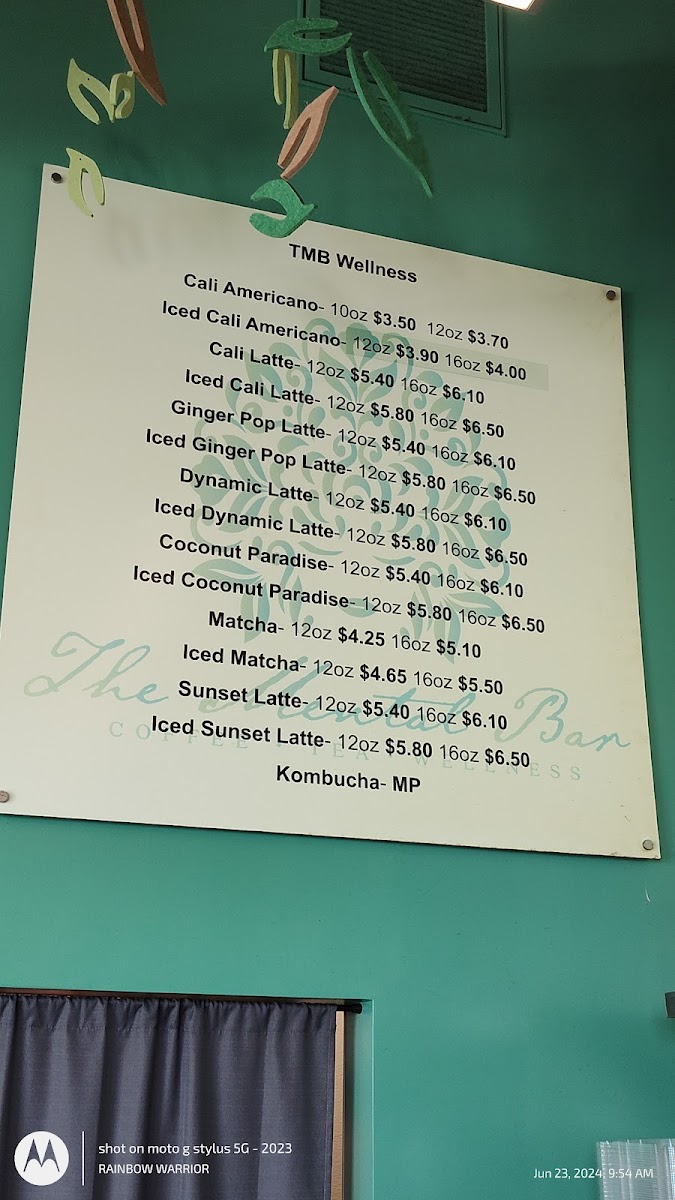 TMB Wellness
Cali Americano- 10oz $3.50 12oz $3.70
Iced Cali Americano- 12oz $3.90 16oz $4.00
Cali Latte- 12oz $5.40 16oz $6.10
Iced Cali Latte- 12oz $5.80 16oz $6.50
Ginger Pop Latte- 12oz $5.40 16oz $6.10
Iced Ginger Pop Latte- 12oz $5.80 16oz $6.50
Dynamic Latte- 12oz $5.40 16oz $6.10
Iced Dynamic Latte- 12oz $5.80 16oz $6.50
Coconut Paradise- 12oz $5.40 16oz $6.10
Iced Coconut Paradise- 12oz $5.80 16oz $6.50
Matcha- 12oz $4.25 16oz $5.10
Iced Matcha- 12oz $4.65 16oz $5.50
Sunset Latte- 12oz $5.40 16oz $6.10
Iced Sunset Latte- 12oz $5.80 16oz $6.50
Kombucha- MP
The Mental Bar
COFFEE TEA WELLNESS
shot on moto g stylus 5G - 2023
RAINBOW WARRIOR
Jun 23, 2024, 9:54 AM